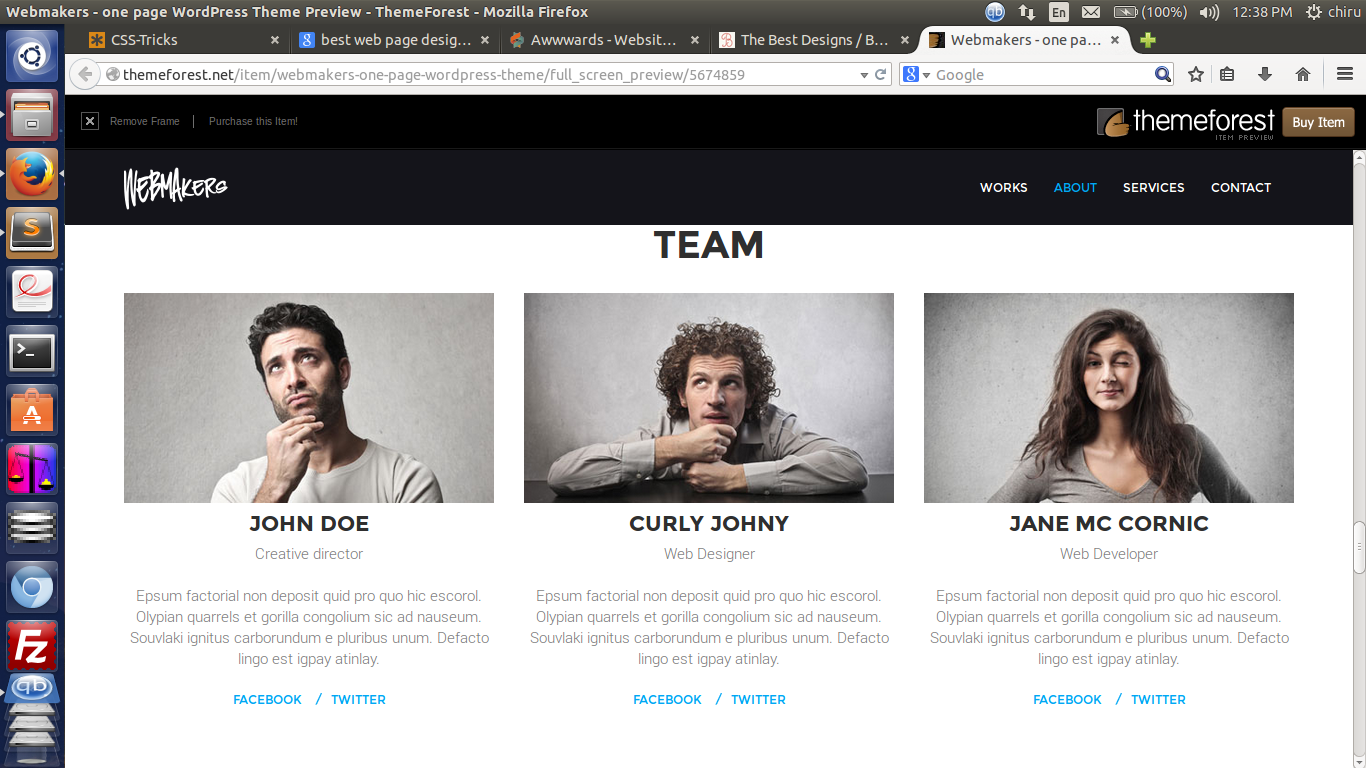 Webmakers - one page WordPress Theme Preview - ThemeForest - Mozilla Firefox
En
(100%)
12:38 PM
chiru
CSS-Tricks
best web page desig...
Awwwards - Websit...
The Best Designs / B...
Webmakers - one pa...
themeforest.net/item/webmakers-one-page-wordpress-theme/full_screen_preview/5674859
Google
Remove Frame
Purchase this Item!
themeforest
ITEM PREVIEW
Buy Item
WEBMAKERS
WORKS
ABOUT
SERVICES
CONTACT
TEAM
JOHN DOE
Creative director
Epsum factorial non deposit quid pro quo hic escorol.
Olypian quarrels et gorilla congolium sic ad nauseum.
Souvlaki ignitus carborundum e pluribus unum. Defacto
lingo est igpay atinlay.
FACEBOOK / TWITTER
CURLY JOHNY
Web Designer
Epsum factorial non deposit quid pro quo hic escorol.
Olypian quarrels et gorilla congolium sic ad nauseum.
Souvlaki ignitus carborundum e pluribus unum. Defacto
lingo est igpay atinlay.
FACEBOOK / TWITTER
JANE MC CORNIC
Web Developer
Epsum factorial non deposit quid pro quo hic escorol.
Olypian quarrels et gorilla congolium sic ad nauseum.
Souvlaki ignitus carborundum e pluribus unum. Defacto
lingo est igpay atinlay.
FACEBOOK / TWITTER
S
>_
A
Fz
qb